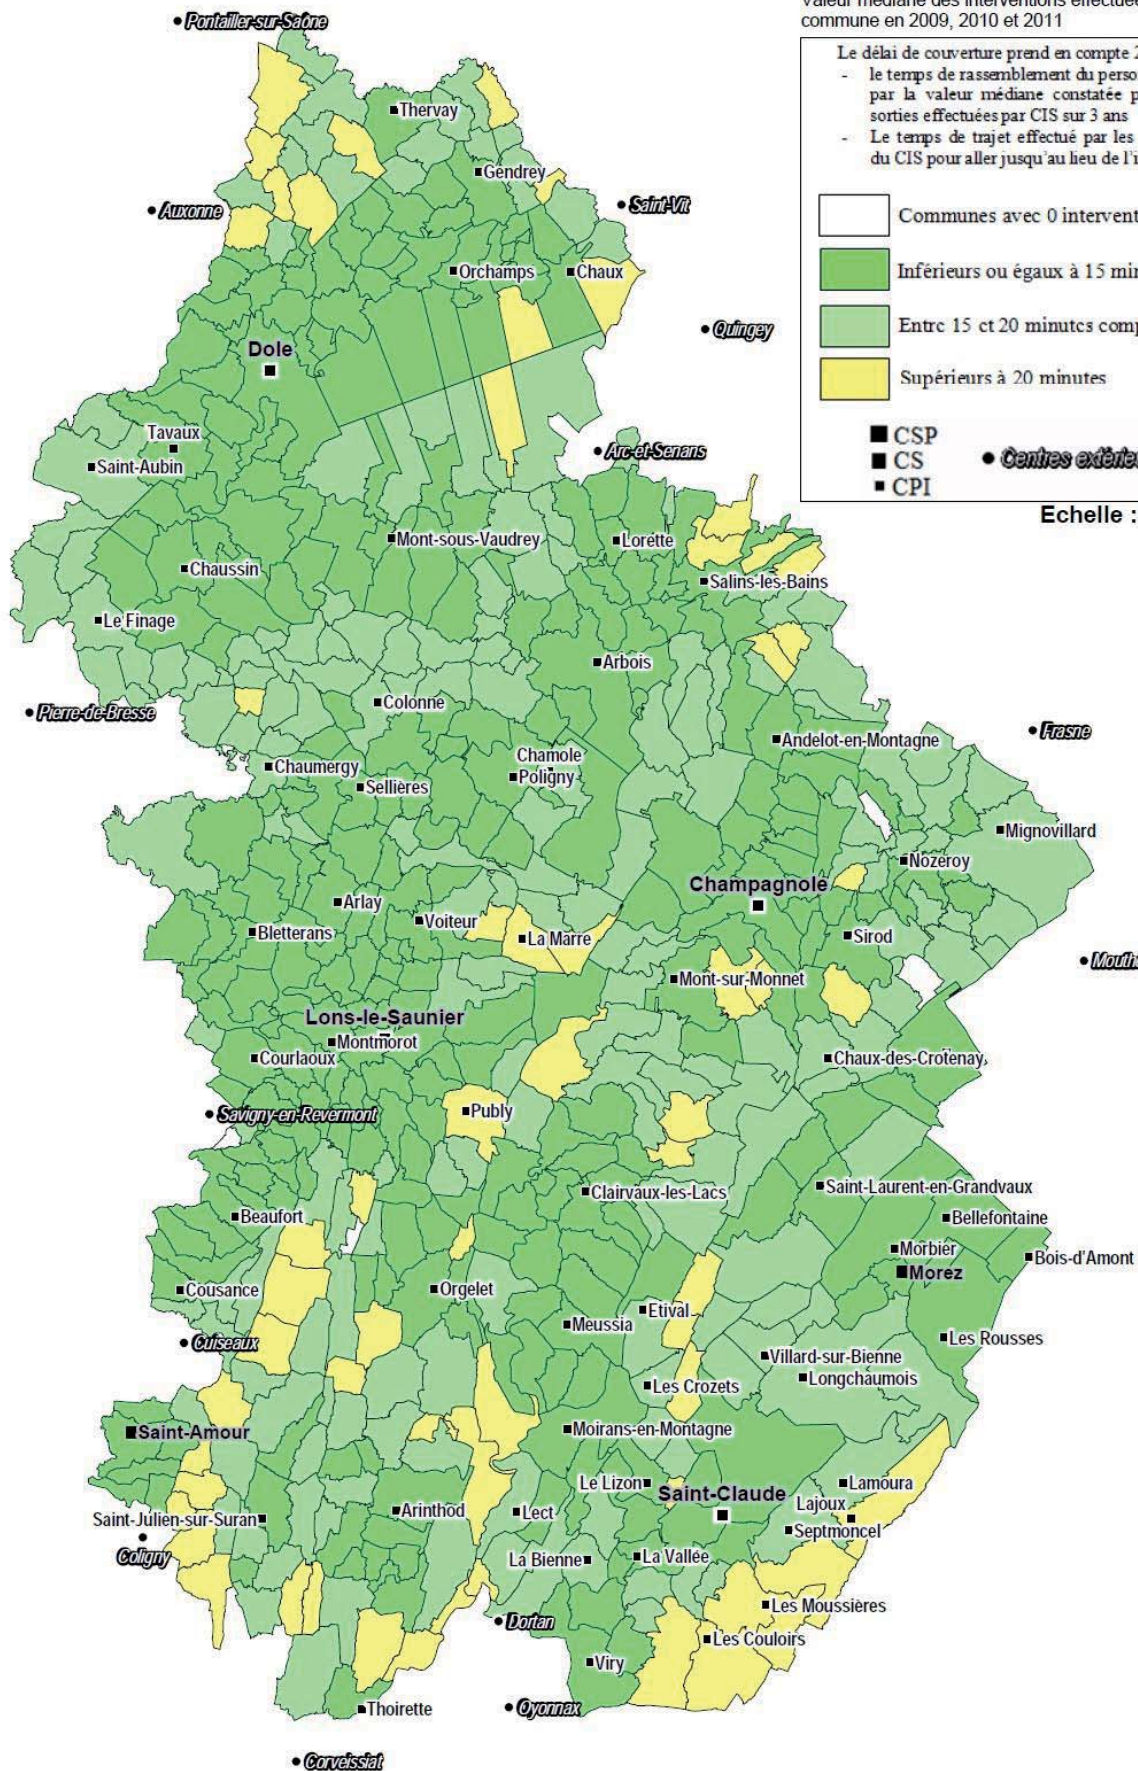 Valeur médiane des interventions effectuée
commune en 2009, 2010 et 2011
Le délai de couverture prend en compte 2
- le temps de rassemblement du perso
par la valeur médiane constatée p
sorties effectuées par CIS sur 3 ans
- Le temps de trajet effectué par les
du CIS pour aller jusqu'au lieu de l'i
Communes avec 0 intervent
Inférieurs ou égaux à 15 min
Entre 15 et 20 minutes comp
Supérieurs à 20 minutes
CSP
CS
CPI
Centres extérieu
Echelle :
Pontailler-sur-Saône
Thervay
Gendrey
Auxonne
Saint-Vit
Orchamps
Chaux
Quingey
Dole
Tavaux
Saint-Aubin
Arc-et-Senans
Mont-sous-Vaudrey
Lorette
Chaussin
Salins-les-Bains
Le Finage
Arbois
Colonne
Pierre-de-Bresse
Frasne
Andelot-en-Montagne
Chamole
Chaumergy
Poligny
Sellières
Mignovillard
Nozeroy
Champagnole
Arlay
Voiteur
Bletterans
La Marre
Sirod
Mouthe
Mont-sur-Monnet
Lons-le-Saunier
Montmorot
Courlaoux
Chaux-des-Crotenay
Savigny-en-Revermont
Publy
Clairvaux-les-Lacs
Saint-Laurent-en-Grandvaux
Beaufort
Bellefontaine
Morbier
Bois-d'Amont
Morez
Cousance
Orgelet
Etival
Meussia
Les Rousses
Cuiseaux
Villard-sur-Bienne
Longchaumois
Les Crozets
Saint-Amour
Moirans-en-Montagne
Le Lizon
Lamoura
Saint-Claude
Lajoux
Arinthod
Lect
Saint-Julien-sur-Suran
Septmoncel
Coligny
La Bienne
La Vallée
Les Moussières
Dortan
Les Couloirs
Viry
Thoirette
Oyonnax
Corveissiat